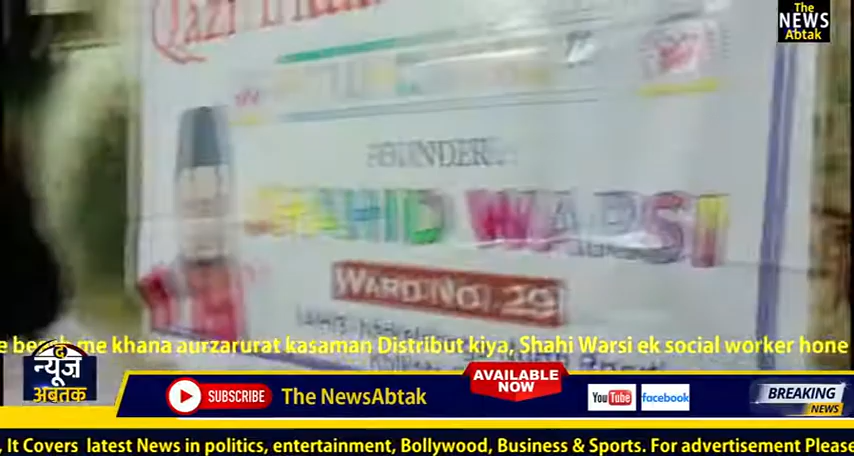 The
NEWS
Abtak
Qazi
FOUNDER
SHAHID WARSI
WARD NO. 29
me khana aurzarurat kasaman Distribut kiya, Shahi Warsi ek social worker hone
द
न्यूज़
अबतक
SUBSCRIBE
The NewsAbtak
AVAILABLE
NOW
YouTube
facebook
BREAKING
NEWS
, It Covers latest News in politics, entertainment, Bollywood, Business & Sports. For advertisement Please